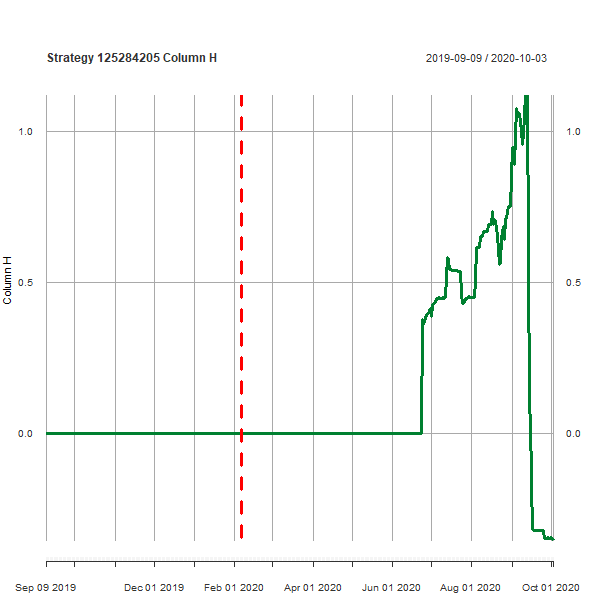 Strategy 125284205 Column H
2019-09-09 / 2020-10-03
1.0
1.0
0.5
0.5
0.0
0.0
Column H
Sep 09 2019
Dec 01 2019
Feb 01 2020
Apr 01 2020
Jun 01 2020
Aug 01 2020
Oct 01 2020